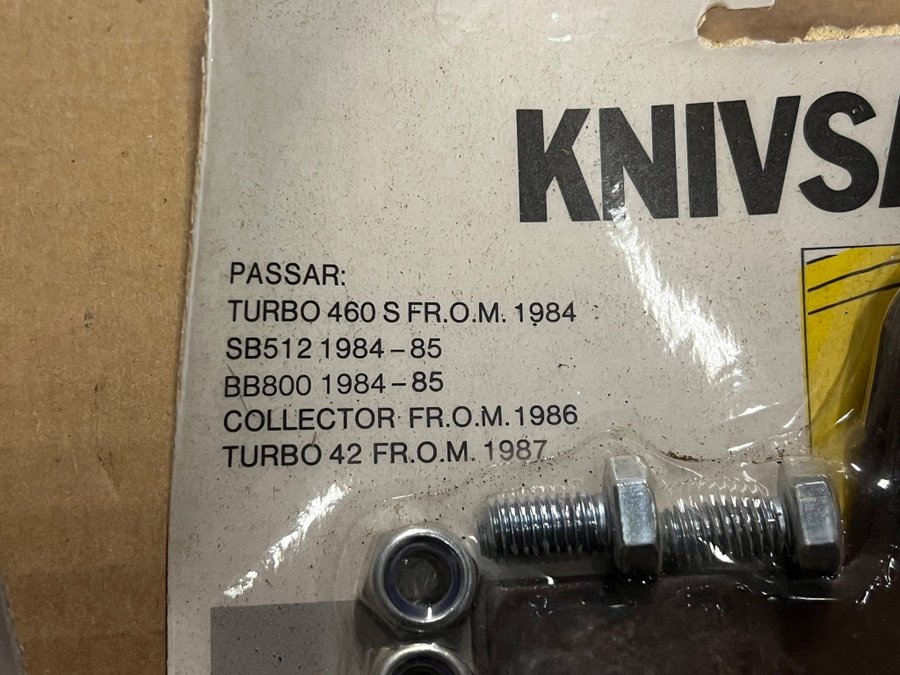 KNIVS
PASSAR:
TURBO 460 S FR.O.M. 1984
SB512 1984–85
BB800 1984–85
COLLECTOR FR.O.M. 1986
TURBO 42 FR.O.M. 1987